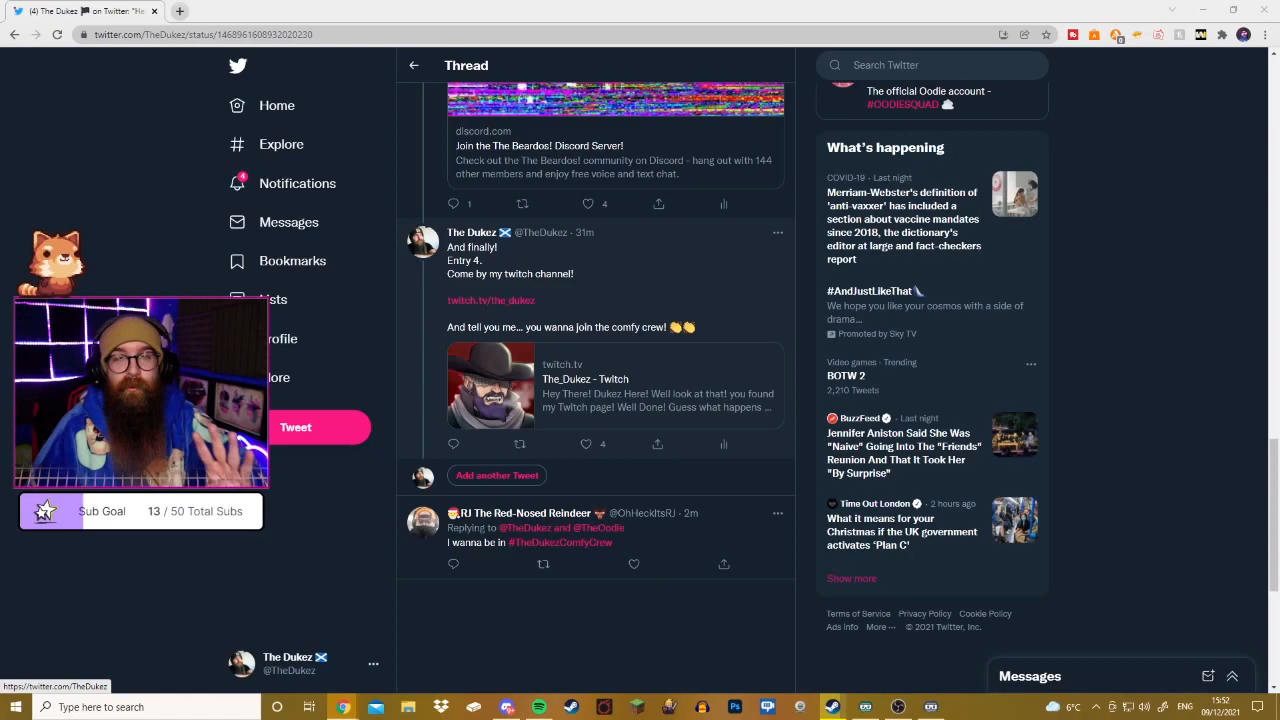 (4) The Dukez 🏴 on Twitter: "He
twitter.com/TheDukez/status/1468961608932020230
Home
Explore
4
Notifications
Messages
Bookmarks
ists
rofile
ore
Tweet
Sub Goal 13 / 50 Total Subs
The Dukez 🏴󠁧󠁢󠁳󠁣󠁴󠁿
@TheDukez
https://twitter.com/TheDukez
Thread
discord.com
Join the The Beardos! Discord Server!
Check out the The Beardos! community on Discord - hang out with 144
other members and enjoy free voice and text chat.
1 4
The Dukez 🏴󠁧󠁢󠁳󠁣󠁴󠁿 @TheDukez · 31m
And finally!
Entry 4.
Come by my twitch channel!
twitch.tv/the_dukez
And tell you me... you wanna join the comfy crew! 👏👏
twitch.tv
The_Dukez - Twitch
Hey There! Dukez Here! Well look at that! you found
my Twitch page! Well Done! Guess what happens ...
4
Add another Tweet
🎅RJ The Red-Nosed Reindeer @OhHeckItsRJ · 2m
Replying to @TheDukez and @TheOodie
I wanna be in #TheDukezComfyCrew
Search Twitter
The official Oodie account -
#OODIESQUAD
What's happening
COVID-19 · Last night
Merriam-Webster's definition of
'anti-vaxxer' has included a
section about vaccine mandates
since 2018, the dictionary's
editor at large and fact-checkers
report
#AndJustLikeThat
We hope you like your cosmos with a side of
drama…
Promoted by Sky TV
Video games · Trending
BOTW 2
2,210 Tweets
BuzzFeed · Last night
Jennifer Aniston Said She Was
"Naive" Going Into The "Friends"
Reunion And That It Took Her
"By Surprise"
Time Out London · 2 hours ago
What it means for your
Christmas if the UK government
activates 'Plan C'
Show more
Terms of Service Privacy Policy Cookie Policy
Ads info More ··· © 2021 Twitter, Inc.
Messages
Type here to search
6°C
15:52
09/12/2021